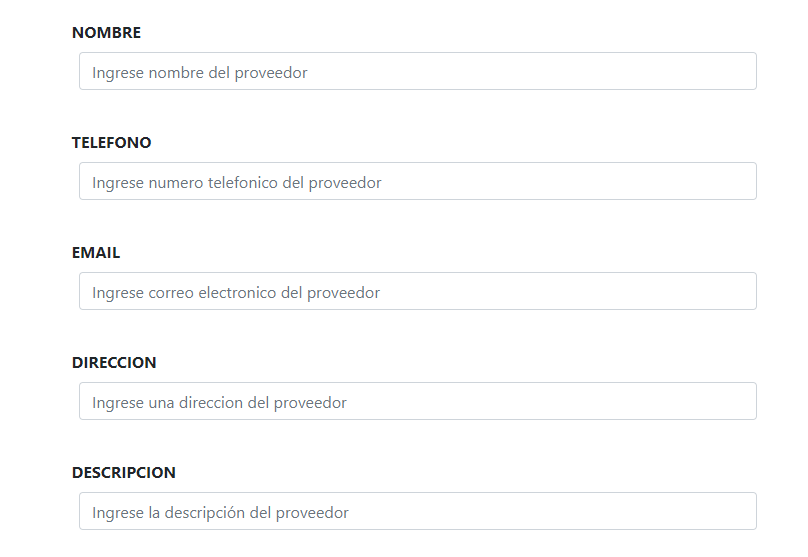 NOMBRE
Ingrese nombre del proveedor
TELEFONO
Ingrese numero telefonico del proveedor
EMAIL
Ingrese correo electronico del proveedor
DIRECCION
Ingrese una direccion del proveedor
DESCRIPCION
Ingrese la descripción del proveedor